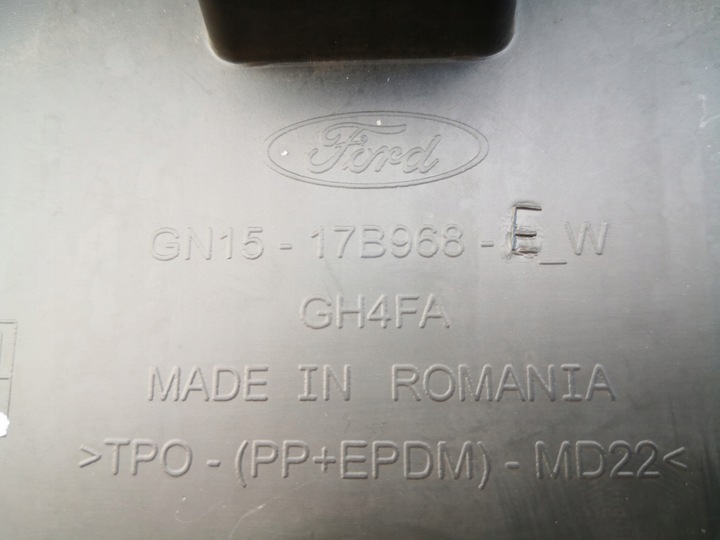 Ford
GN15 - 17B968 - E_W
GH4FA
MADE IN ROMANIA
>TPO - (PP+EPDM) - MD22<